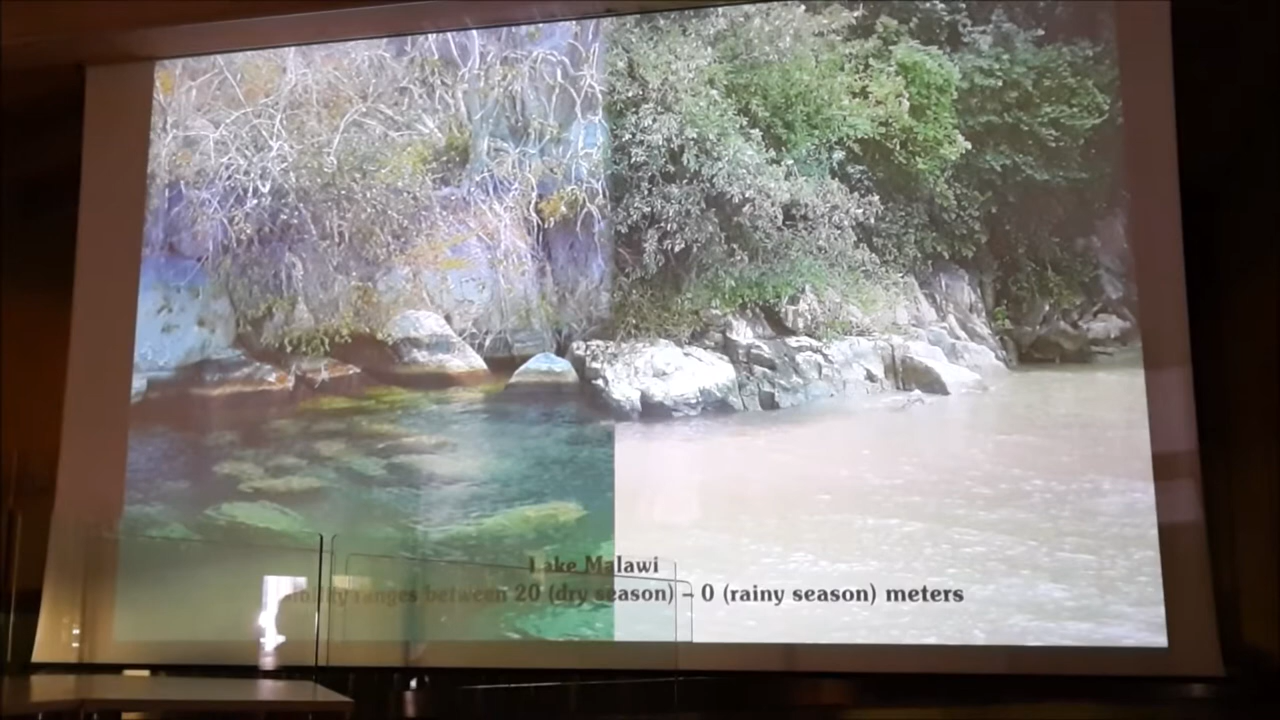 Lake Malawi
ranges between 20 (dry season) – 0 (rainy season) meters